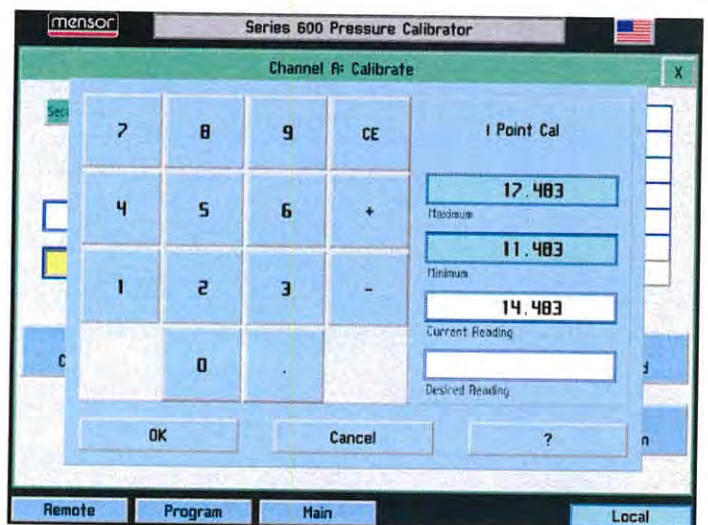 mensor
Series 600 Pressure Calibrator
Channel A: Calibrate
X
7 8 9 CE
4 5 6 +
1 2 3 -
0 .
1 Point Cal
17.483
Maximum
11.483
Minimum
14.483
Current Reading
Desired Reading
OK Cancel ?
Remote Program Main Local